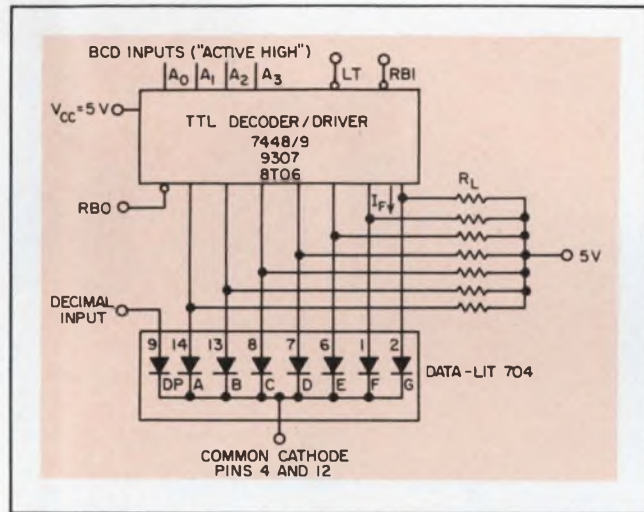 BCD INPUTS ("ACTIVE HIGH")
A0 A1 A2 A3 LT RBI
VCC = 5 V
TTL DECODER/DRIVER
7448/9
9307
8T06
RBO
IF
RL
5V
DECIMAL
INPUT
9 14 13 8 7 6 1 2
DP A B C D E F G
DATA-LIT 704
COMMON CATHODE
PINS 4 AND 12